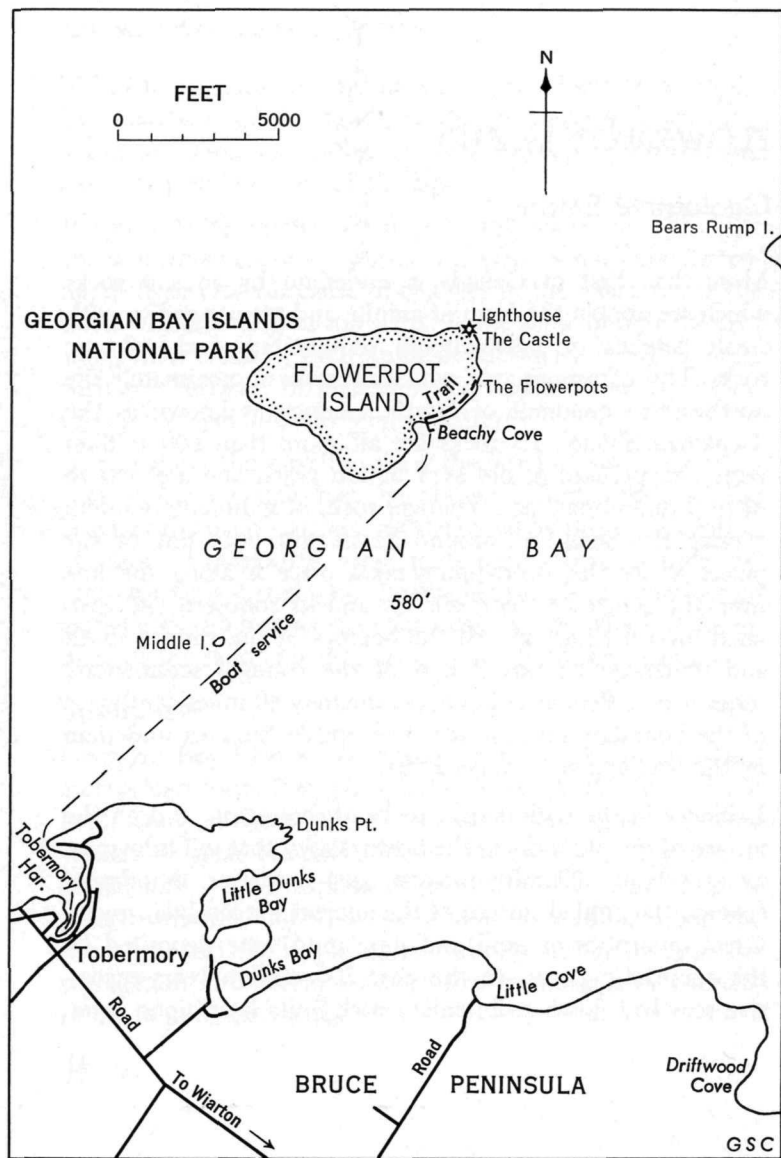 N
FEET
0 5000
Bears Rump I.
GEORGIAN BAY ISLANDS
NATIONAL PARK
Lighthouse
The Castle
FLOWERPOT
ISLAND
Trail
The Flowerpots
Beachy Cove
GEORGIAN BAY
580'
Middle I.
Boat service
Dunks Pt.
Tobermory
Har.
Little Dunks
Bay
Tobermory
Dunks Bay
Little Cove
Road
To Wiarton
Road
BRUCE PENINSULA
Driftwood
Cove
GSC